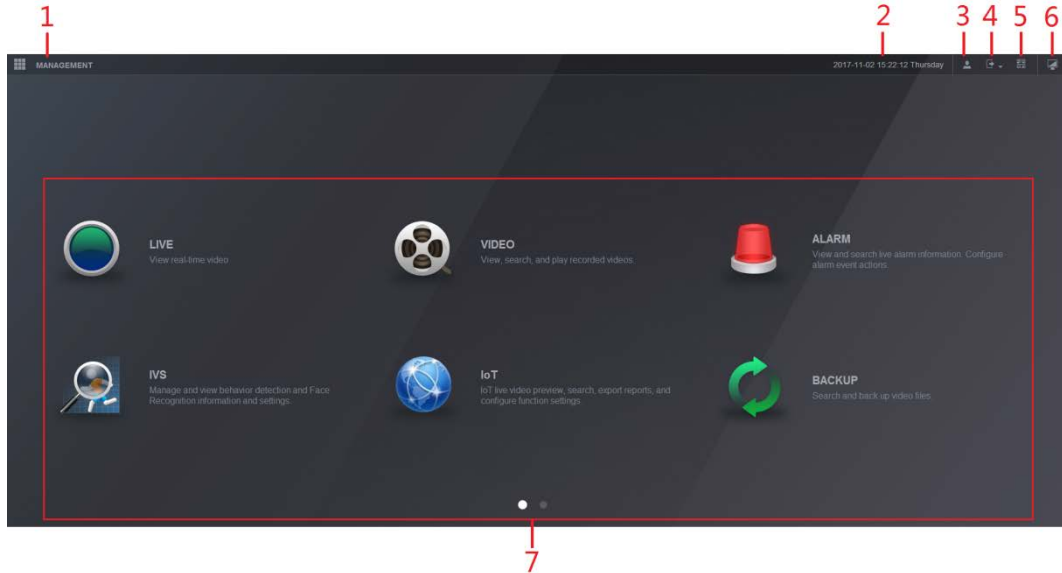 1
2
3
4
5
6
MANAGEMENT
2017-11-02 15:22:12 Thursday
LIVE
View real-time video
VIDEO
View, search, and play recorded videos.
ALARM
View and search live alarm information. Configure
alarm event actions.
IVS
Manage and view behavior detection and Face
Recognition information and settings.
IoT
IoT live video preview, search, export reports, and
configure function settings
BACKUP
Search and back up video files.
7